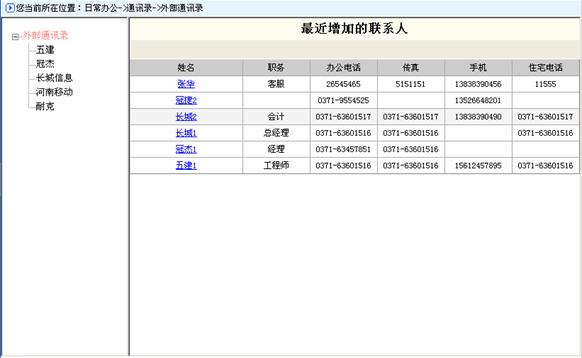 您当前所在位置：日常办公->通讯录->外部通讯录
外部通讯录
五建
冠杰
长城信息
河南移动
耐克
最近增加的联系人
姓名 职务 办公电话 传真 手机 住宅电话
张华 客服 26545465 5151151 13838390456 11555
冠建2 0371-9554525 13526648201
长城2 会计 0371-63601517 0371-63601517 13838390490 0371-63601517
长城1 总经理 0371-63601516 0371-63601516 0371-63601516
冠杰1 经理 0371-63457851 0371-63601516
五建1 工程师 0371-63601516 0371-63601516 15612457895 0371-63601516